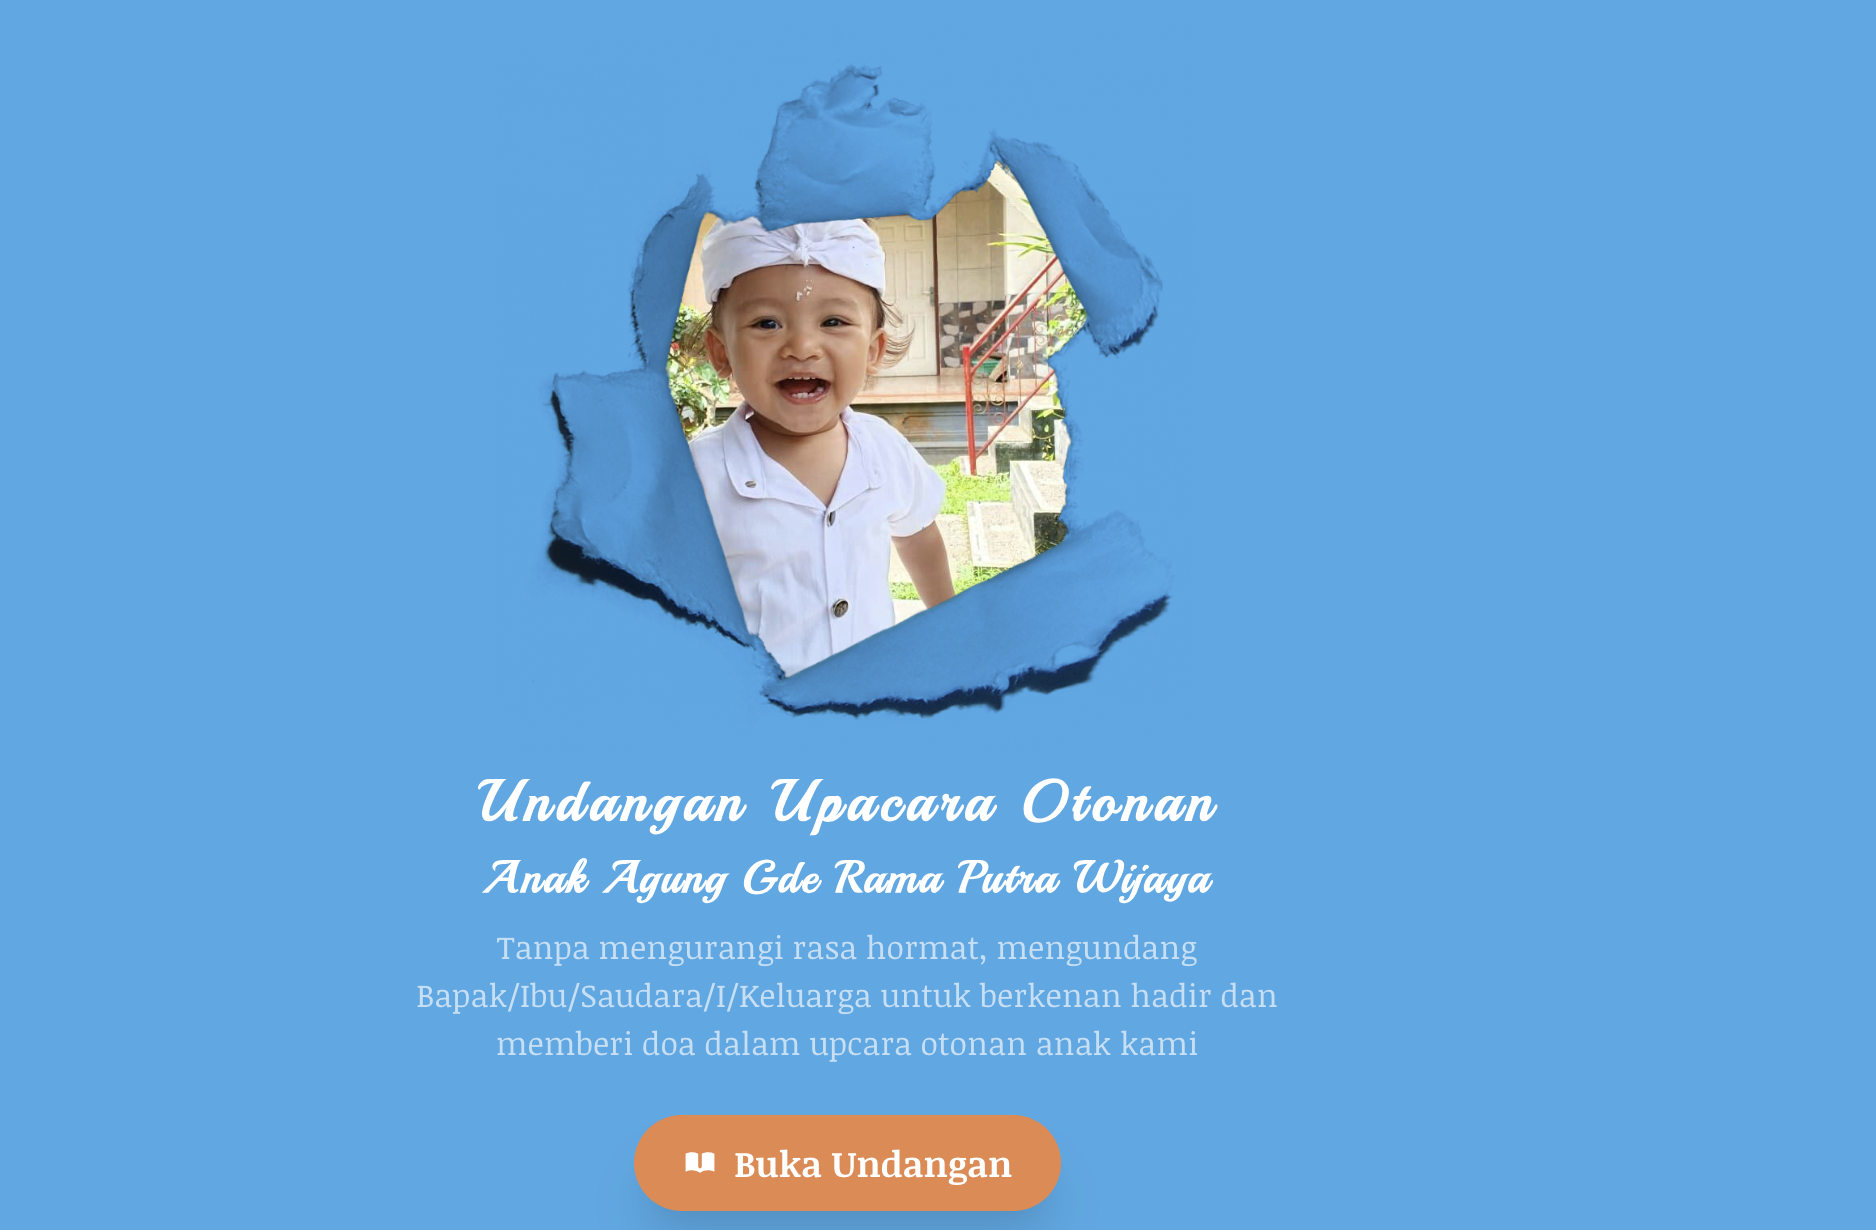 Undangan Upacara Otonan
Anak Agung Gde Rama Putra Wijaya
Tanpa mengurangi rasa hormat, mengundang
Bapak/Ibu/Saudara/I/Keluarga untuk berkenan hadir dan
memberi doa dalam upcara otonan anak kami
Buka Undangan